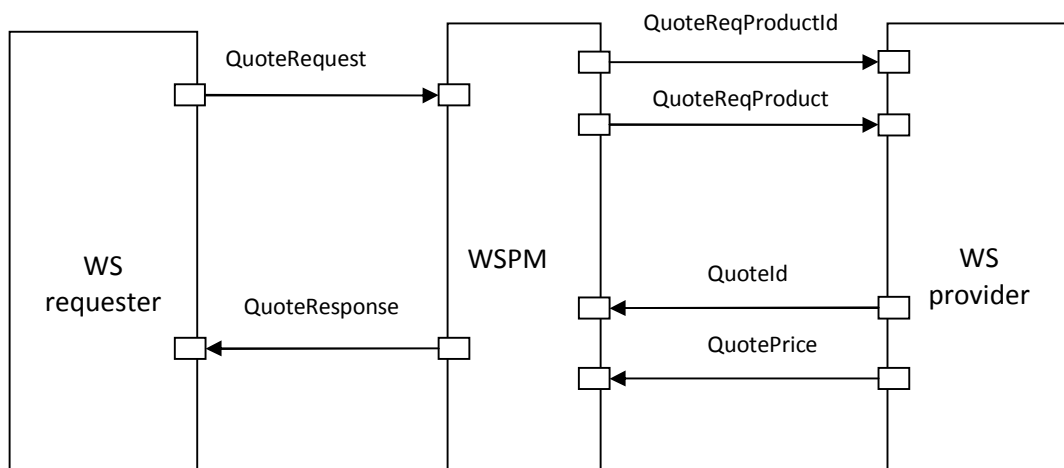 QuoteReqProductId
QuoteRequest
QuoteReqProduct
WS
requester
WSPM
WS
provider
QuoteId
QuoteResponse
QuotePrice